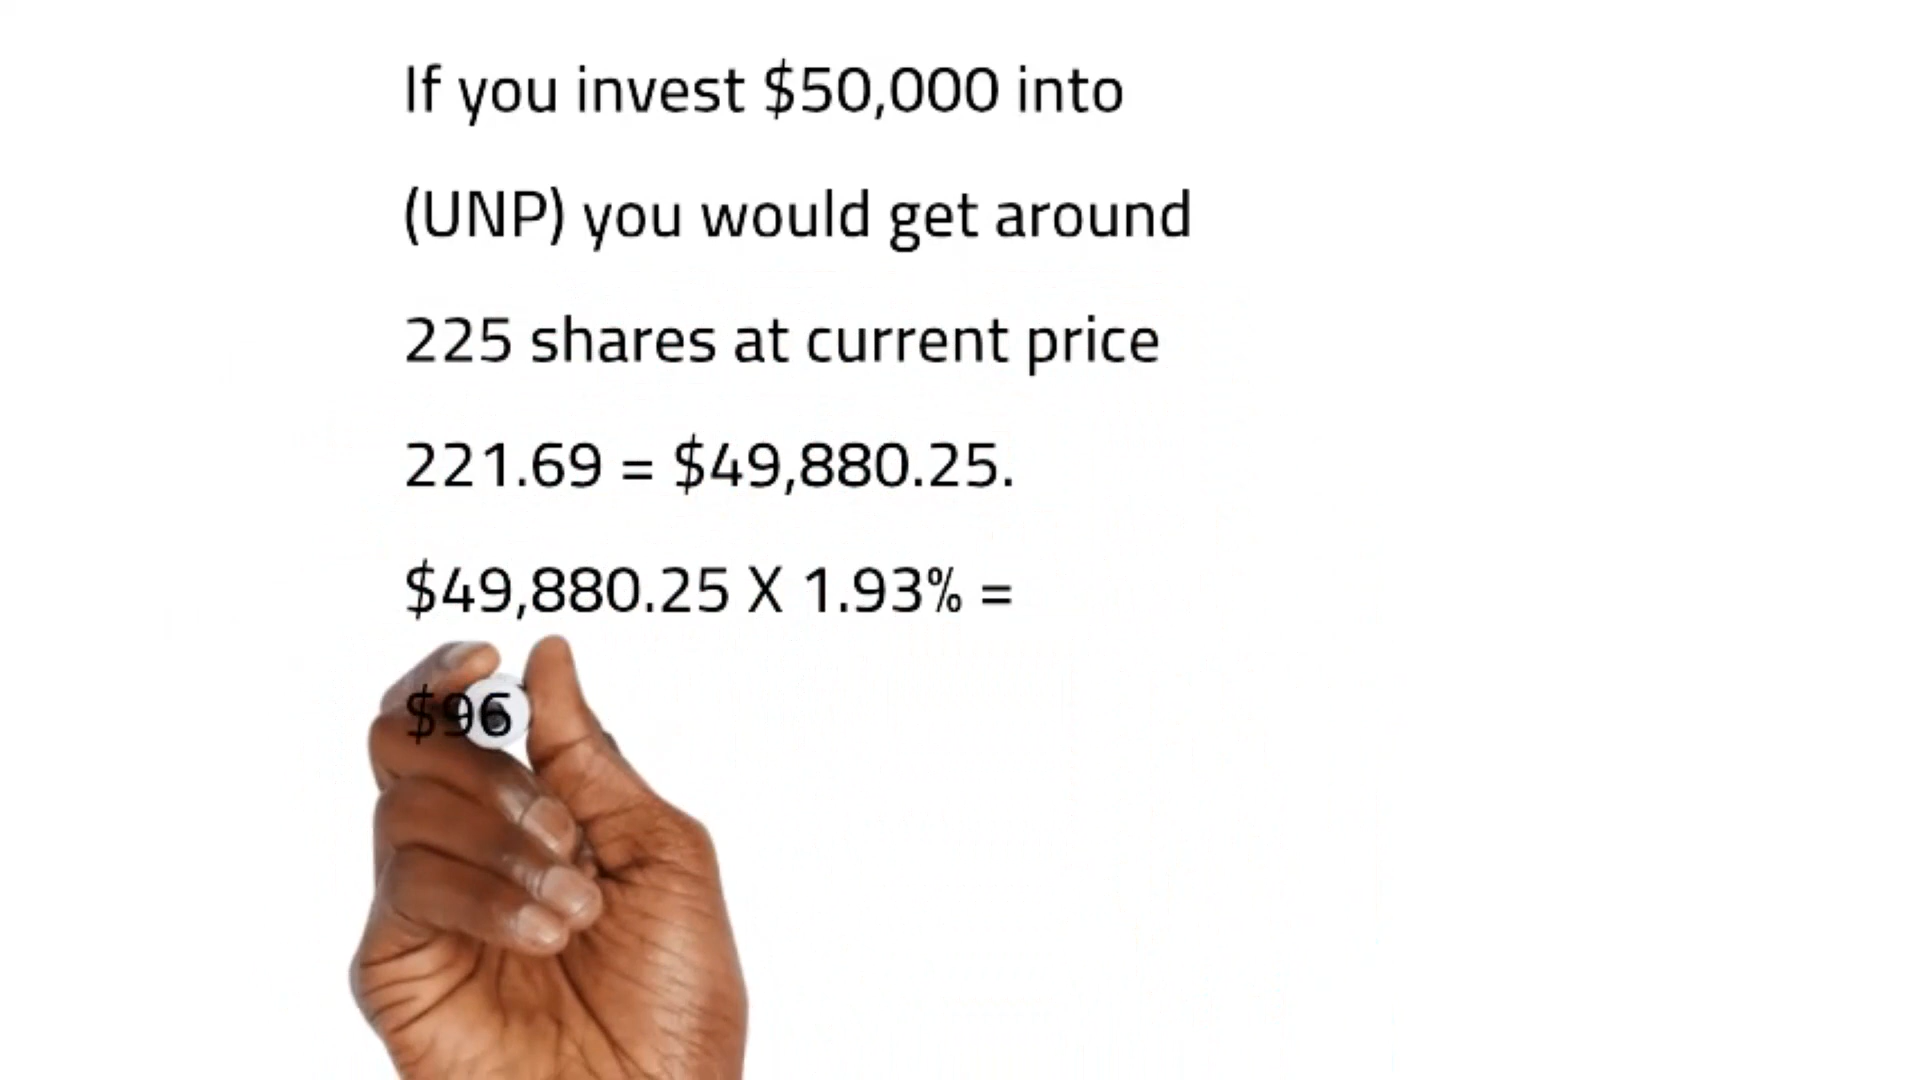 If you invest $50,000 into
(UNP) you would get around
225 shares at current price
221.69 = $49,880.25.
$49,880.25 X 1.93% =
$96